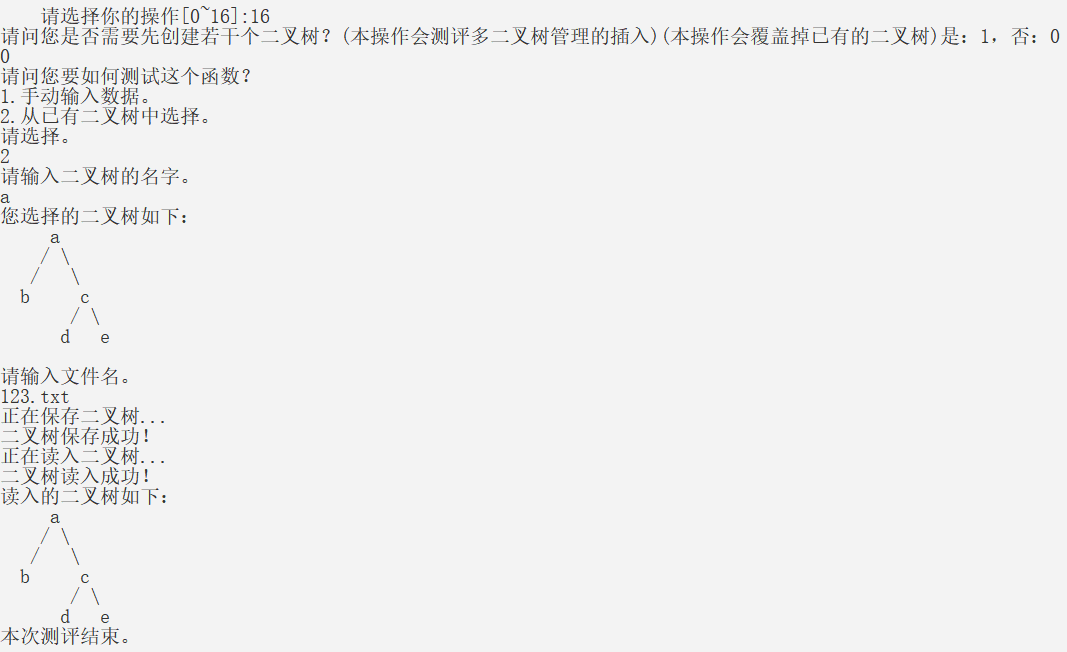 请选择你的操作[0~16]:16
请问您是否需要先创建若干个二叉树？(本操作会测评多二叉树管理的插入)(本操作会覆盖掉已有的二叉树)是：1，否：0
0
请问您要如何测试这个函数？
1.手动输入数据。
2.从已有二叉树中选择。
请选择。
2
请输入二叉树的名字。
a
您选择的二叉树如下：
a
/ \
/ \
b c
/ \
d e
请输入文件名。
123.txt
正在保存二叉树...
二叉树保存成功！
正在读入二叉树...
二叉树读入成功！
读入的二叉树如下：
a
/ \
/ \
b c
/ \
d e
本次测评结束。